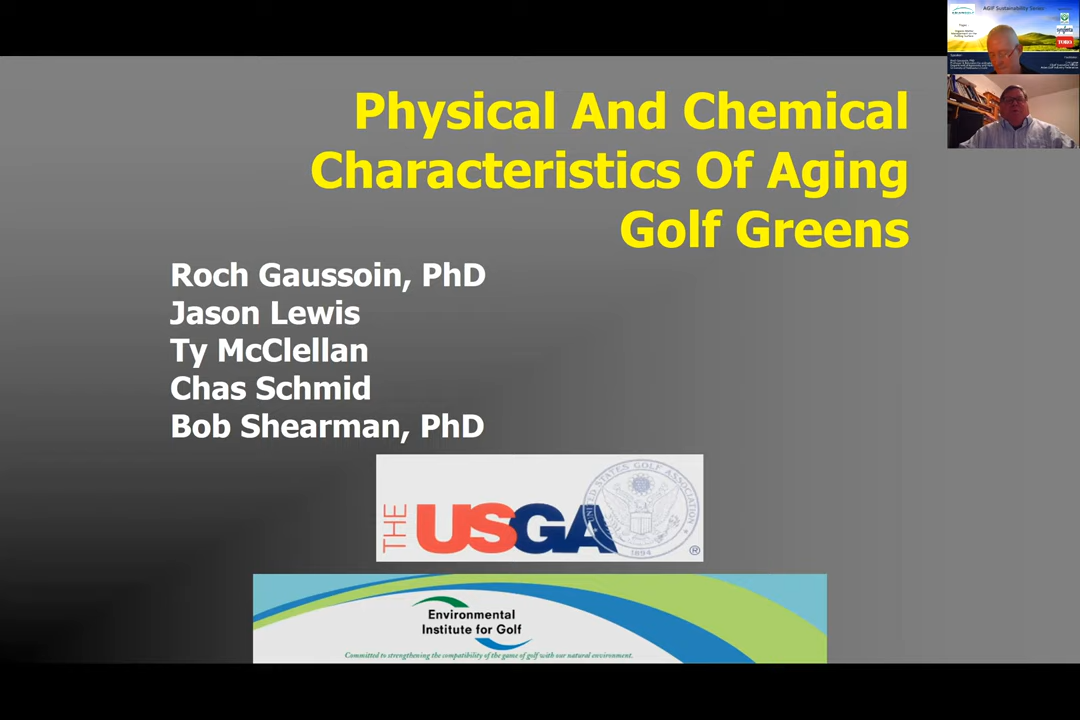 Physical And Chemical
Characteristics Of Aging
Golf Greens
Roch Gaussoin, PhD
Jason Lewis
Ty McClellan
Chas Schmid
Bob Shearman, PhD
THE USGA
UNITED STATES GOLF ASSOCIATION
1894
®
Environmental
Institute for Golf
Committed to strengthening the compatibility of the game of golf with our natural environment.
AGIF Sustainability Series
syngenta
TORO